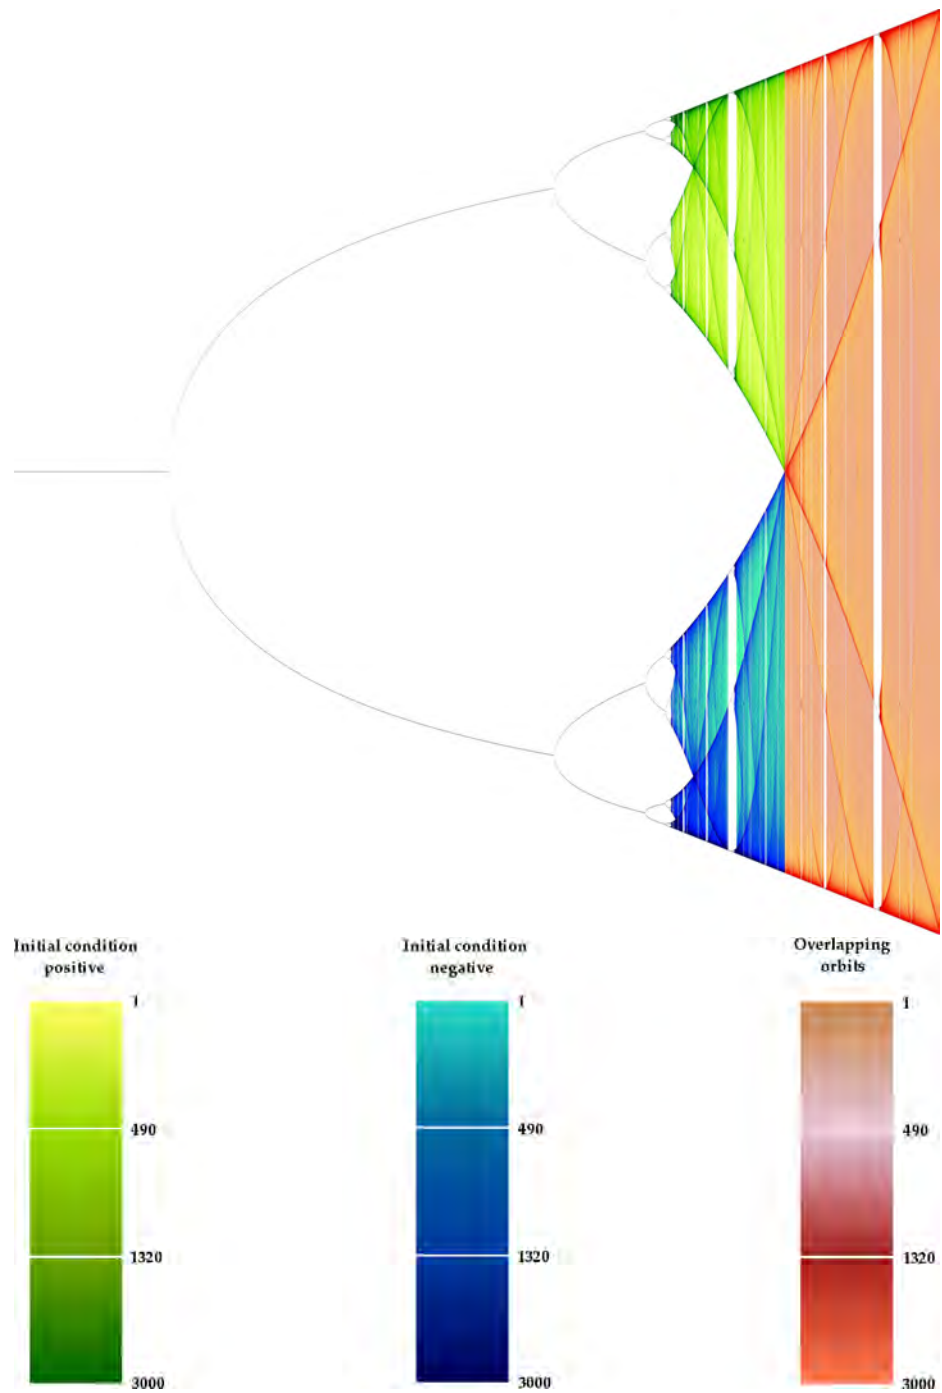 Initial condition
positive
1
490
1320
3000
Initial condition
negative
1
490
1320
3000
Overlapping
orbits
1
490
1320
3000